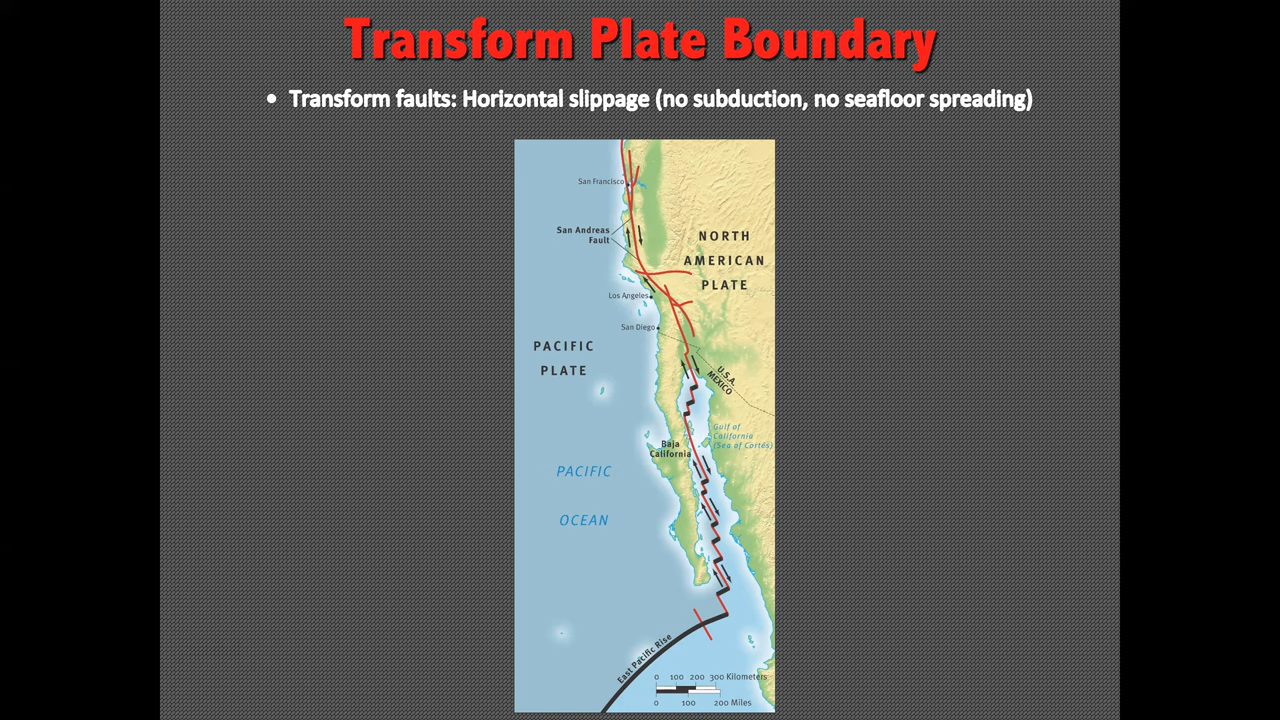 Transform Plate Boundary
• Transform faults: Horizontal slippage (no subduction, no seafloor spreading)
San Francisco
San Andreas
Fault
NORTH
AMERICAN
PLATE
Los Angeles
San Diego
PACIFIC
PLATE
U.S.A.
MEXICO
Gulf of
California
(Sea of Cortés)
Baja
California
PACIFIC
OCEAN
East Pacific Rise
0 100 200 300 Kilometers
0 100 200 Miles